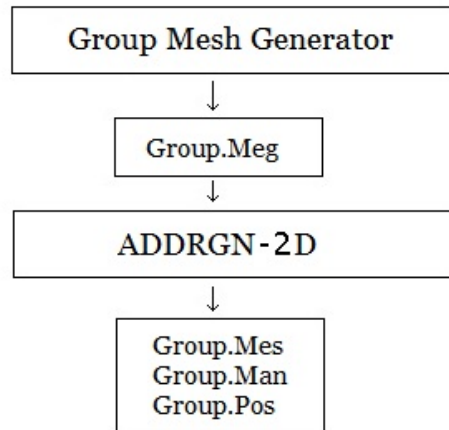 Group Mesh Generator
Group.Meg
ADDRGN-2D
Group.Mes
Group.Man
Group.Pos